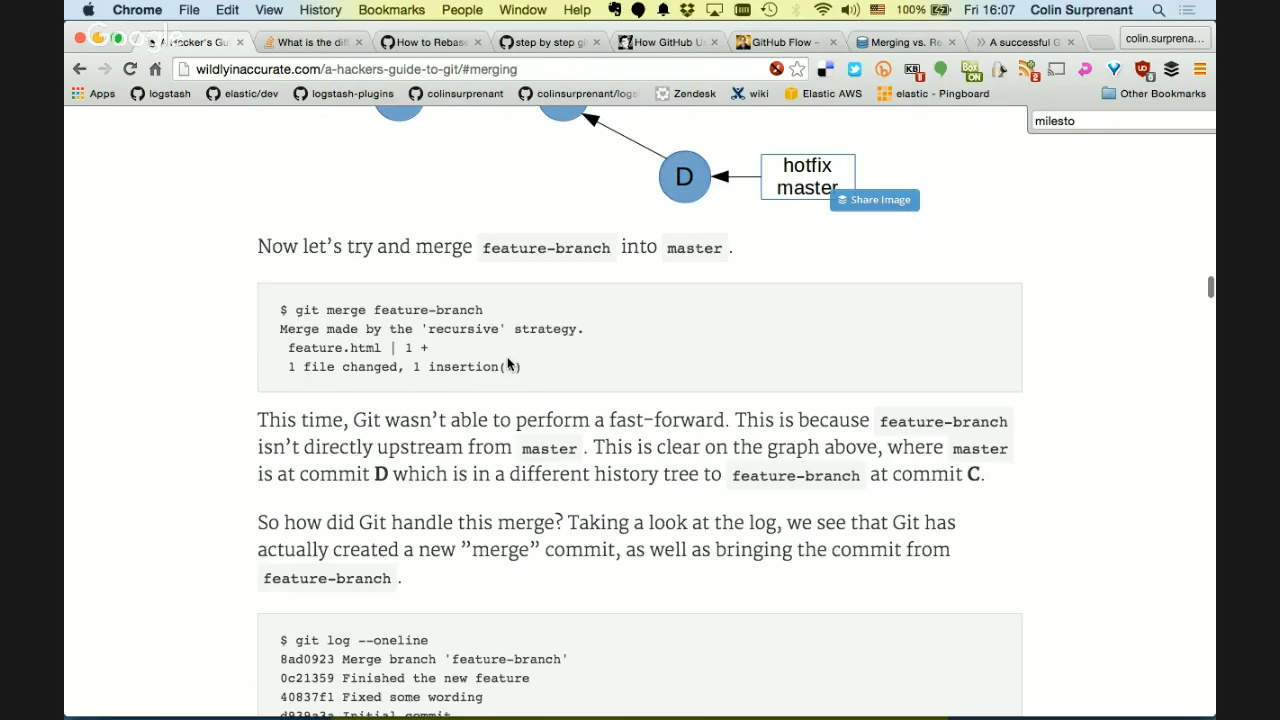 Chrome File Edit View History Bookmarks People Window Help 100% Fri 16:07 Colin Surprenant
Google
A Hacker's Gui What is the dif How to Rebas step by step gi How GitHub U GitHub Flow – Merging vs. Re A successful G colin.surprena...
wildlyinaccurate.com/a-hackers-guide-to-git/#merging
Apps logstash elastic/dev logstash-plugins colinsurprenant colinsurprenant/logs Zendesk wiki Elastic AWS elastic - Pingboard Other Bookmarks
milesto
D
hotfix
master
Share Image
Now let’s try and merge feature-branch into master .
$ git merge feature-branch
Merge made by the 'recursive' strategy.
feature.html | 1 +
1 file changed, 1 insertion( )
This time, Git wasn’t able to perform a fast-forward. This is because feature-branch
isn’t directly upstream from master . This is clear on the graph above, where master
is at commit D which is in a different history tree to feature-branch at commit C.
So how did Git handle this merge? Taking a look at the log, we see that Git has
actually created a new ”merge” commit, as well as bringing the commit from
feature-branch .
$ git log --oneline
8ad0923 Merge branch 'feature-branch'
0c21359 Finished the new feature
40837f1 Fixed some wording
Initial commit